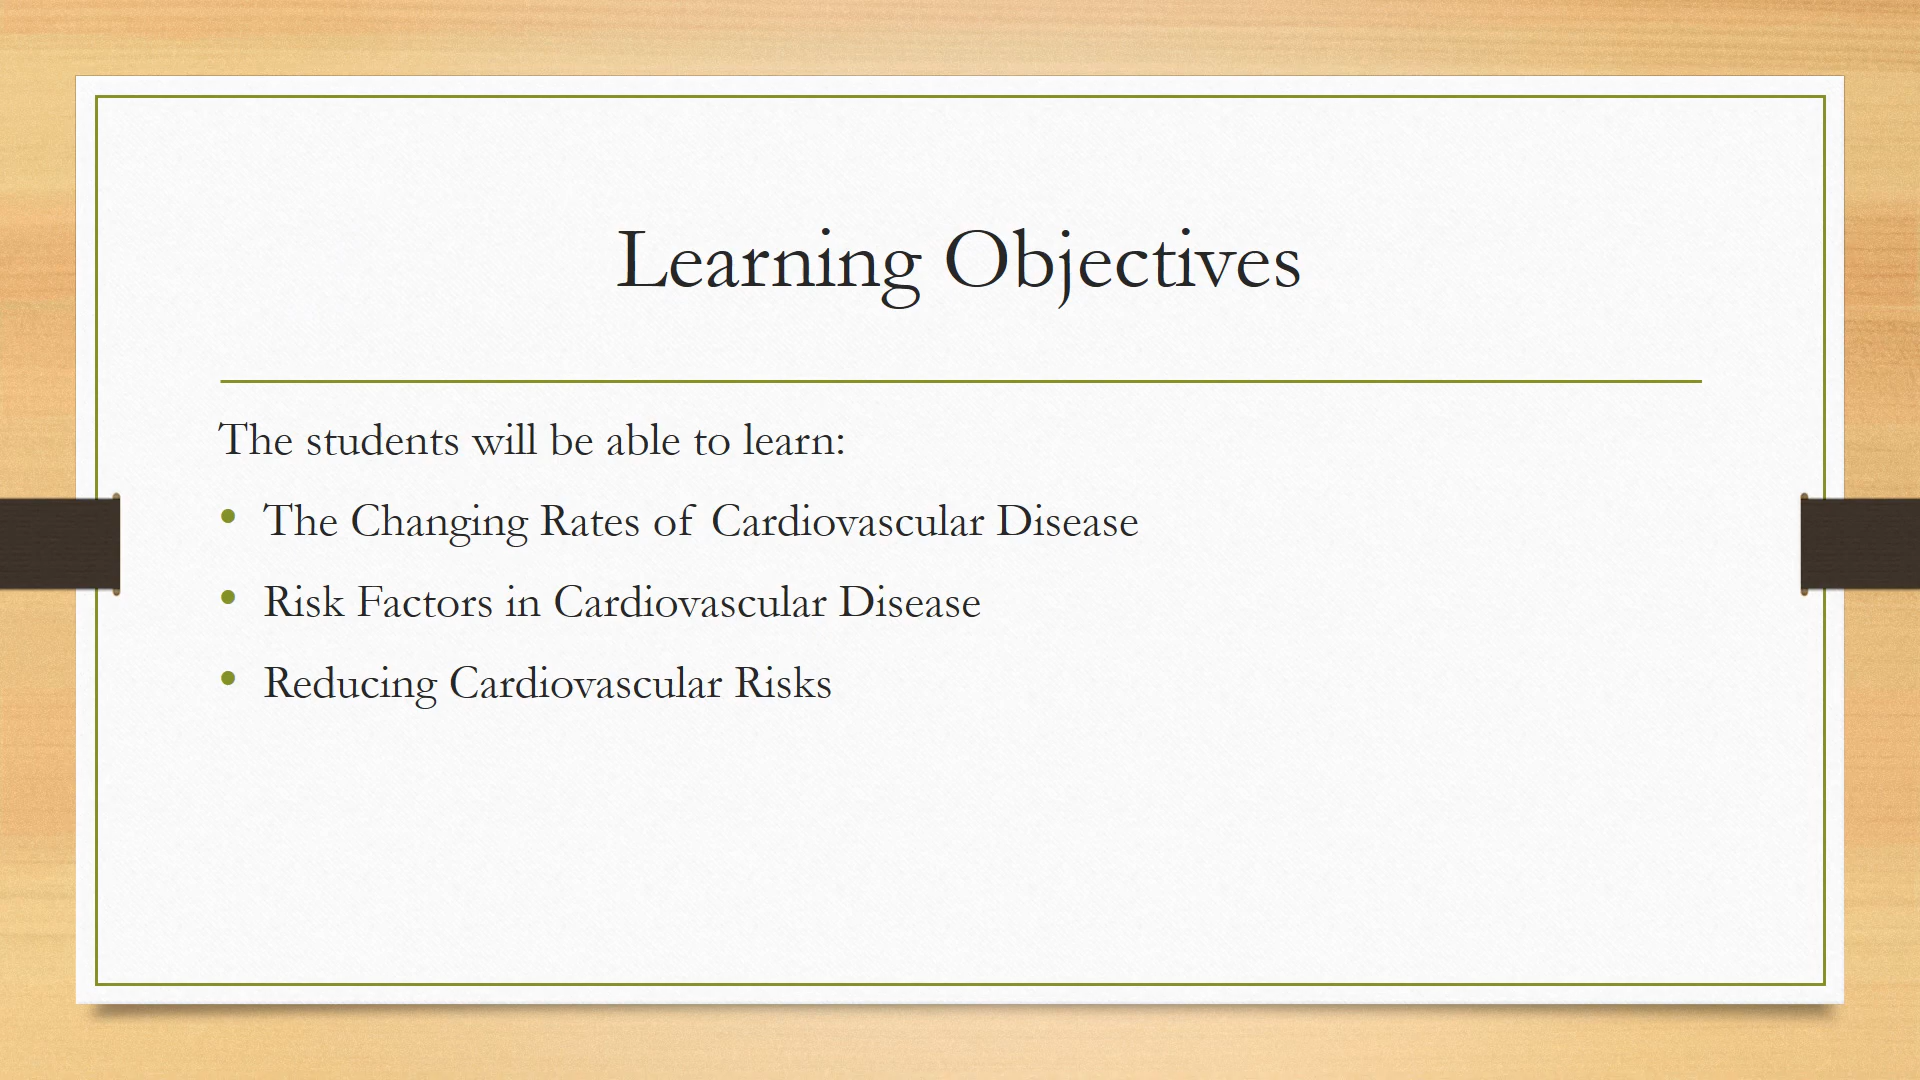 Learning Objectives
The students will be able to learn:
• The Changing Rates of Cardiovascular Disease
• Risk Factors in Cardiovascular Disease
• Reducing Cardiovascular Risks